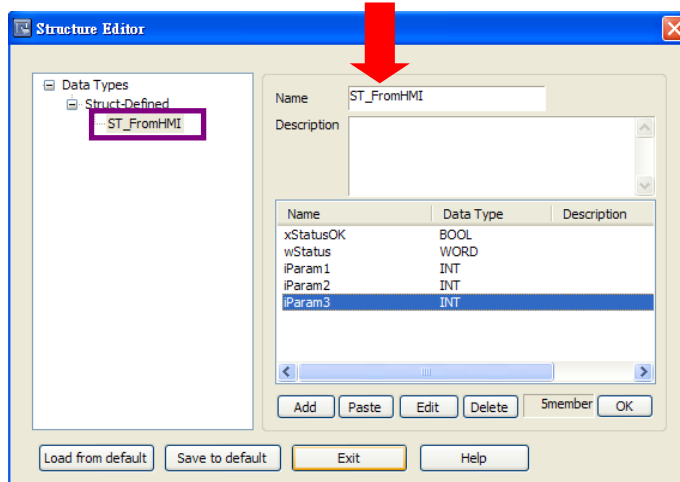 Structure Editor
Data Types
Struct-Defined
ST_FromHMI
Name ST_FromHMI
Description
Name Data Type Description
xStatusOK BOOL
wStatus WORD
iParam1 INT
iParam2 INT
iParam3 INT
Add Paste Edit Delete 5member OK
Load from default Save to default Exit Help